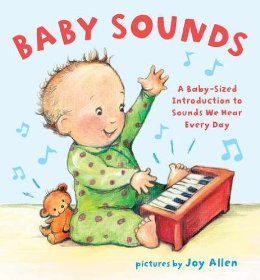 BABY SOUNDS
A Baby-Sized
Introduction to
Sounds We Hear
Every Day
pictures by Joy Allen